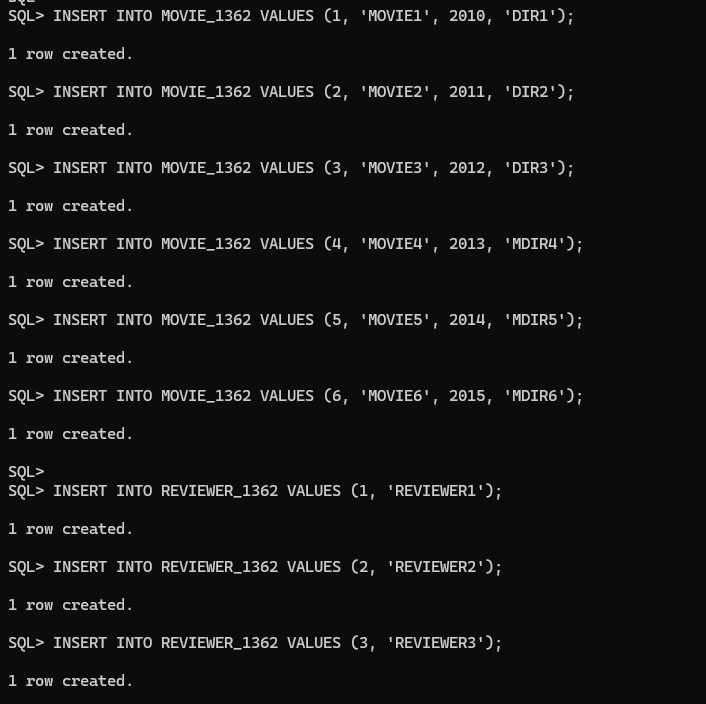 SQL> INSERT INTO MOVIE_1362 VALUES (1, 'MOVIE1', 2010, 'DIR1');
1 row created.
SQL> INSERT INTO MOVIE_1362 VALUES (2, 'MOVIE2', 2011, 'DIR2');
1 row created.
SQL> INSERT INTO MOVIE_1362 VALUES (3, 'MOVIE3', 2012, 'DIR3');
1 row created.
SQL> INSERT INTO MOVIE_1362 VALUES (4, 'MOVIE4', 2013, 'MDIR4');
1 row created.
SQL> INSERT INTO MOVIE_1362 VALUES (5, 'MOVIE5', 2014, 'MDIR5');
1 row created.
SQL> INSERT INTO MOVIE_1362 VALUES (6, 'MOVIE6', 2015, 'MDIR6');
1 row created.
SQL>
SQL> INSERT INTO REVIEWER_1362 VALUES (1, 'REVIEWER1');
1 row created.
SQL> INSERT INTO REVIEWER_1362 VALUES (2, 'REVIEWER2');
1 row created.
SQL> INSERT INTO REVIEWER_1362 VALUES (3, 'REVIEWER3');
1 row created.